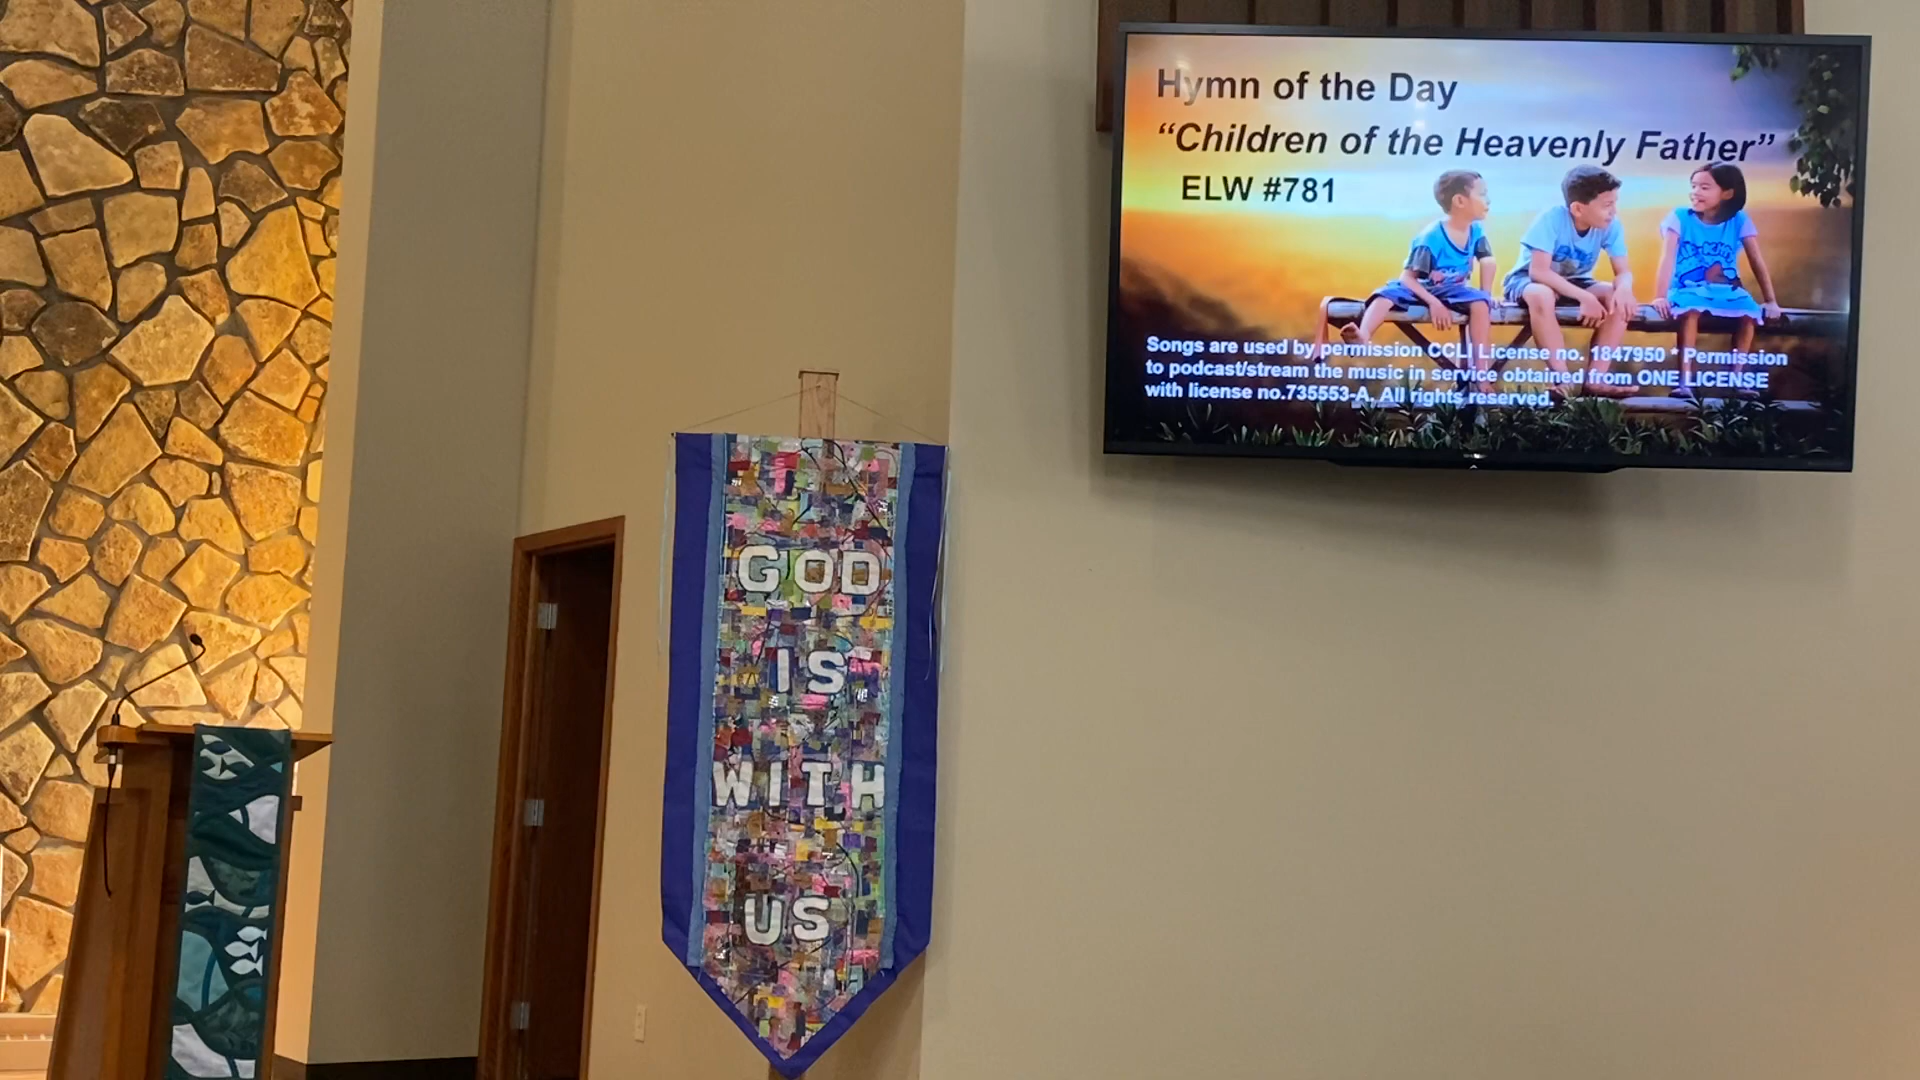 Hymn of the Day
“Children of the Heavenly Father”
ELW #781
Songs are used by permission CCLI License no. 1847950 * Permission
to podcast/stream the music in service obtained from ONE LICENSE
with license no.735553-A. All rights reserved.
GOD
IS
WITH
US